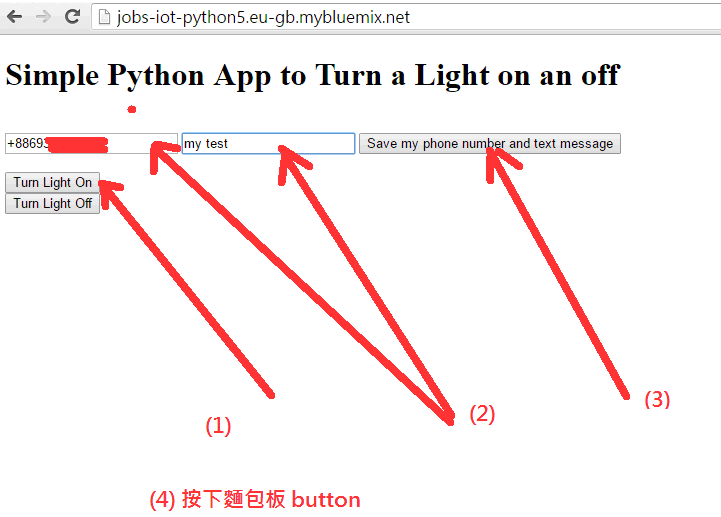 jobs-iot-python5.eu-gb.mybluemix.net
Simple Python App to Turn a Light on an off
+8869 my test Save my phone number and text message
Turn Light On
Turn Light Off
(1) (2) (3)
(4) 按下麵包板 button